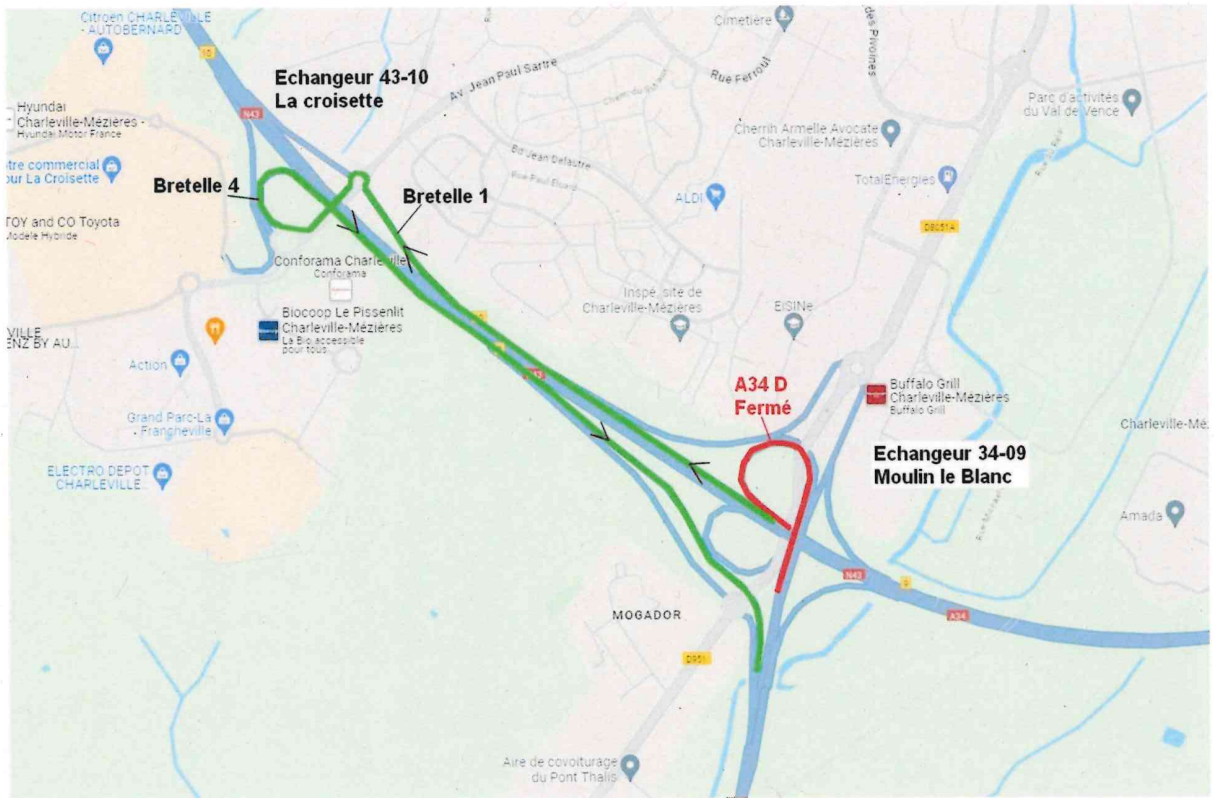 Citroën CHARLEVILLE
- AUTOBERNARD
10
N43
Echangeur 43-10
La croisette
Av. Jean Paul Sartre
Cimetière
Rue Ferroul
des Pivoines
Parc d'activités
du Val de Vence
Hyundai
Charleville-Mézières -
Hyundai Motor France
Cherrih Armelle Avocate
Charleville-Mézières
Bd Jean Delautre
Rue Paul Eluard
tre commercial
our La Croisette
Bretelle 4
Bretelle 1
ALDI
TotalEnergies
TOY and CO Toyota
Modèle Hybride
D8051A
Conforama Charleville
Conforama
Inspé, site de
Charleville-Mézières
EiSINe
Biocoop Le Pissenlit
Charleville-Mézières
La Bio accessible
pour tous
VILLE
ENZ BY AU...
Action
N43
A34 D
Fermé
Buffalo Grill
Charleville-Mézières
Buffalo Grill
Grand Parc-La
- Francheville
Charleville-Mé
Echangeur 34-09
Moulin le Blanc
ELECTRO DEPOT
CHARLEVILLE...
Amada
N43
9
A34
MOGADOR
D951
Aire de covoiturage
du Pont Thalis